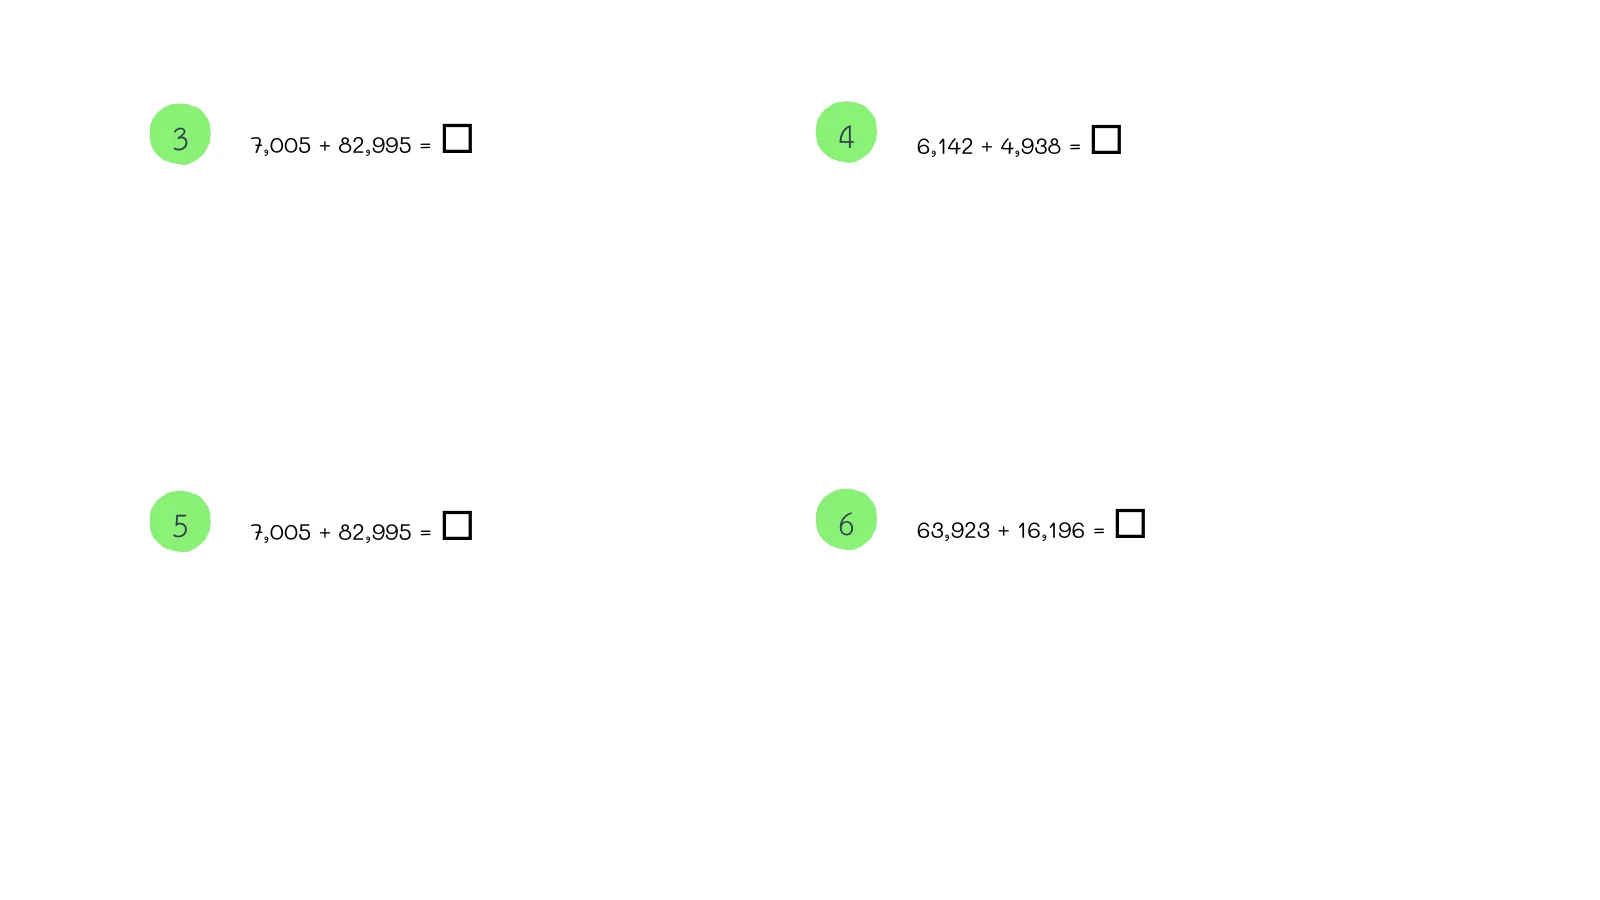 3 7,005 + 82,995 = □
4 6,142 + 4,938 = □
5 7,005 + 82,995 = □
6 63,923 + 16,196 = □